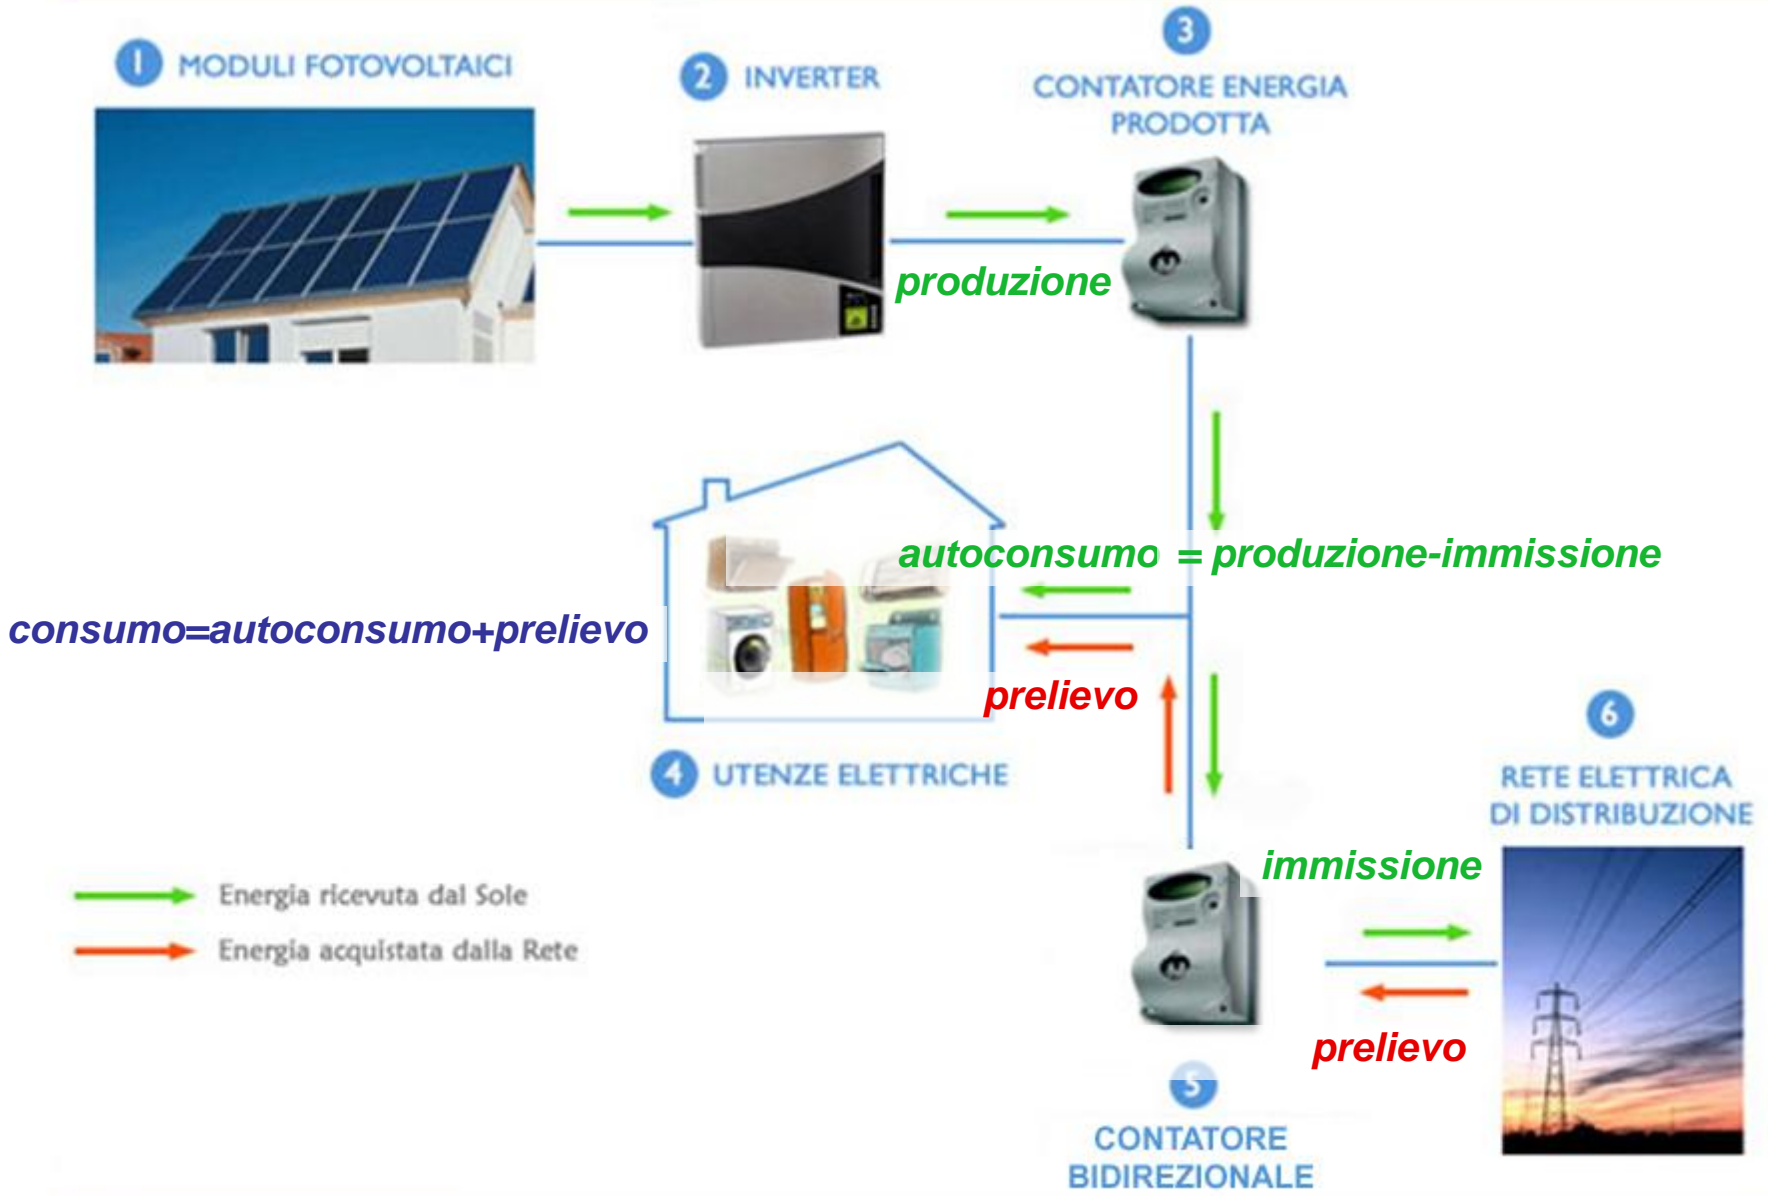 1 MODULI FOTOVOLTAICI
2 INVERTER
3
CONTATORE ENERGIA
PRODOTTA
produzione
autoconsumo = produzione-immissione
consumo=autoconsumo+prelievo
prelievo
4 UTENZE ELETTRICHE
6
RETE ELETTRICA
DI DISTRIBUZIONE
immissione
Energia ricevuta dal Sole
Energia acquistata dalla Rete
prelievo
5
CONTATORE
BIDIREZIONALE